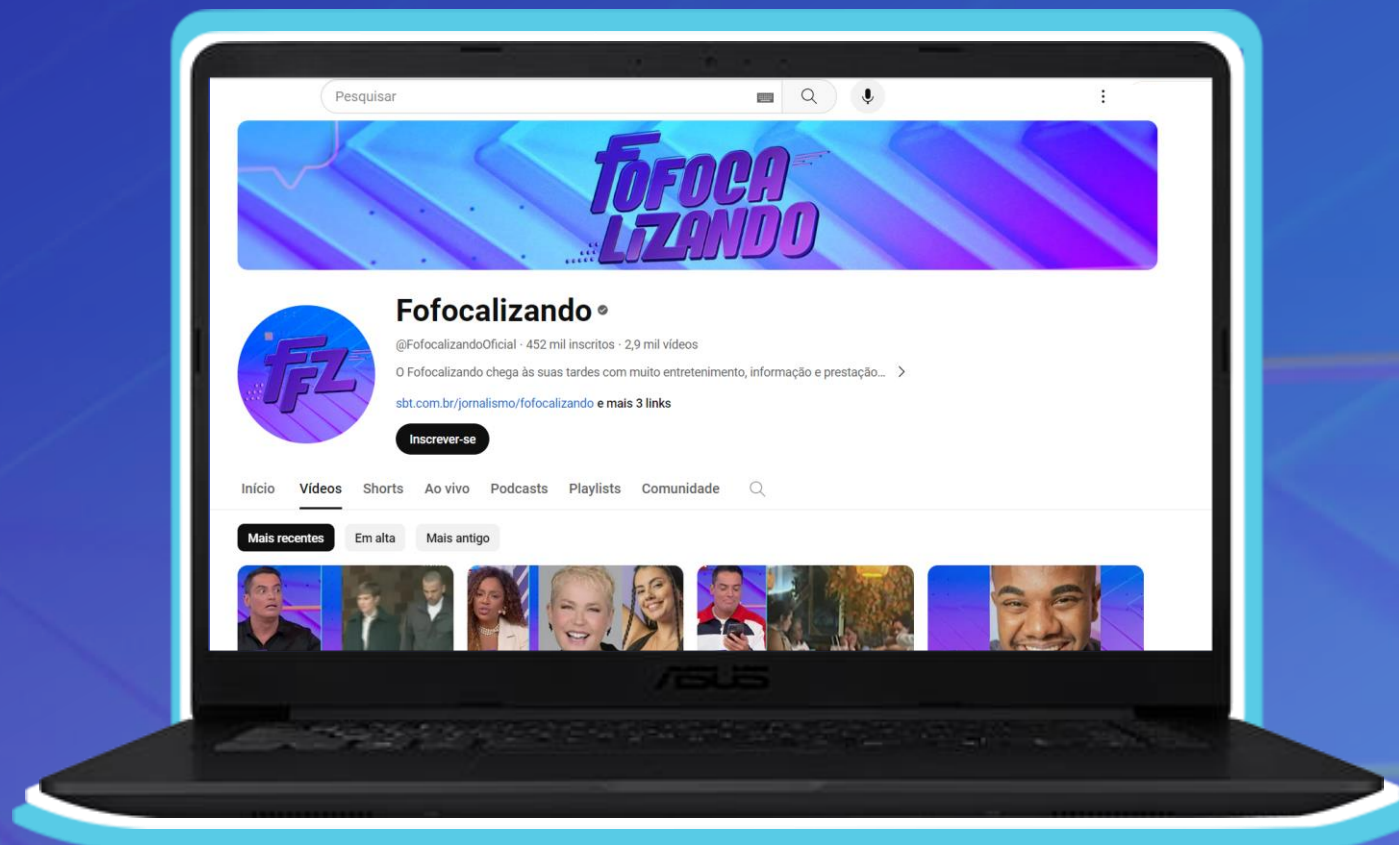 Pesquisar
FOFOCA
LIZANDO
Fofocalizando
@FofocalizandoOficial · 452 mil inscritos · 2,9 mil vídeos
O Fofocalizando chega às suas tardes com muito entretenimento, informação e prestação...
sbt.com.br/jornalismo/fofocalizando e mais 3 links
FFZ
Inscrever-se
Início Vídeos Shorts Ao vivo Podcasts Playlists Comunidade
Mais recentes Em alta Mais antigo
ASUS